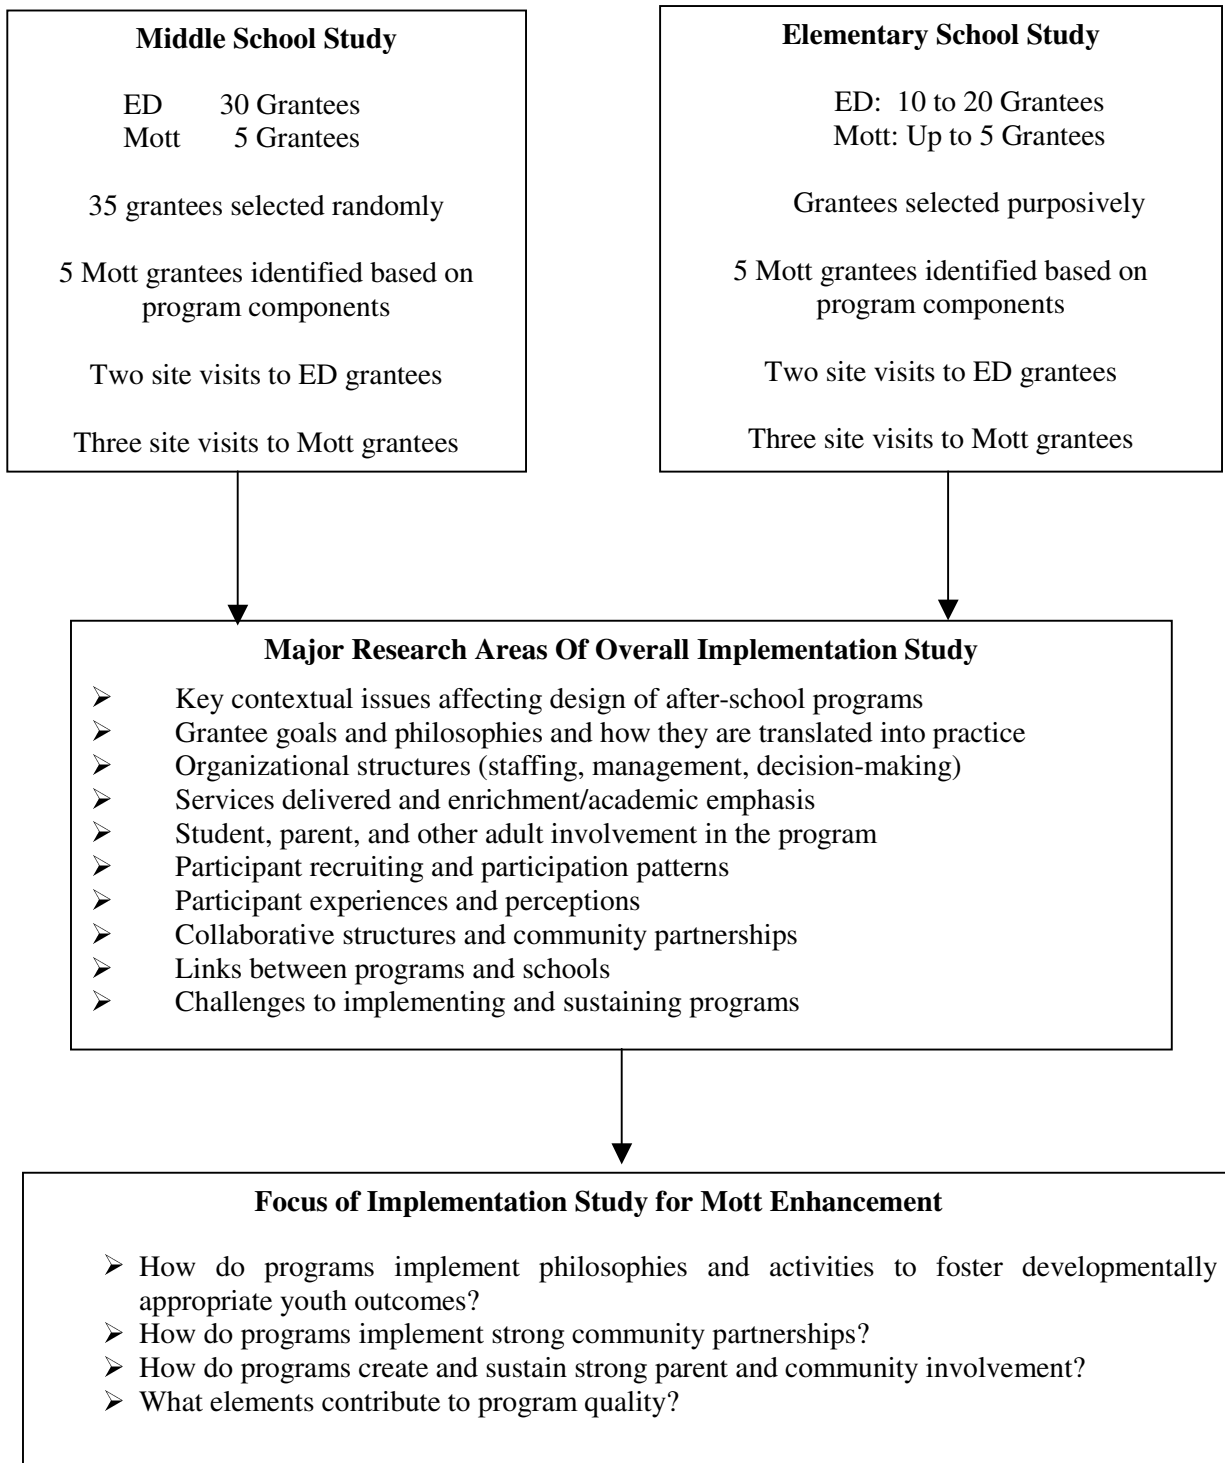 Middle School Study
ED 30 Grantees
Mott 5 Grantees
35 grantees selected randomly
5 Mott grantees identified based on
program components
Two site visits to ED grantees
Three site visits to Mott grantees
Elementary School Study
ED: 10 to 20 Grantees
Mott: Up to 5 Grantees
Grantees selected purposively
5 Mott grantees identified based on
program components
Two site visits to ED grantees
Three site visits to Mott grantees
Major Research Areas Of Overall Implementation Study
➢ Key contextual issues affecting design of after-school programs
➢ Grantee goals and philosophies and how they are translated into practice
➢ Organizational structures (staffing, management, decision-making)
➢ Services delivered and enrichment/academic emphasis
➢ Student, parent, and other adult involvement in the program
➢ Participant recruiting and participation patterns
➢ Participant experiences and perceptions
➢ Collaborative structures and community partnerships
➢ Links between programs and schools
➢ Challenges to implementing and sustaining programs
Focus of Implementation Study for Mott Enhancement
➢ How do programs implement philosophies and activities to foster developmentally
appropriate youth outcomes?
➢ How do programs implement strong community partnerships?
➢ How do programs create and sustain strong parent and community involvement?
➢ What elements contribute to program quality?